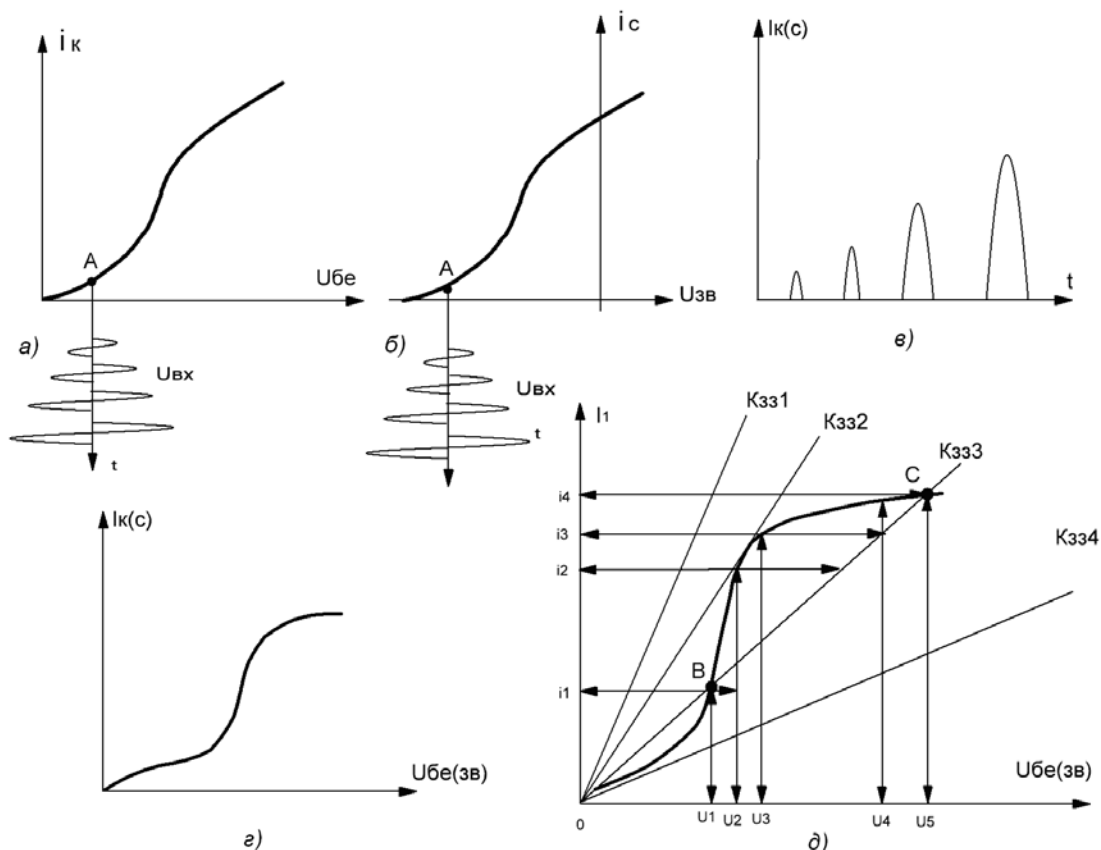 iк
A
Uбе
а)
Uвх
t
iс
A
Uзв
б)
Uвх
t
Iк(с)
t
в)
Iк(с)
Uбе(зв)
г)
I1
Кзз1
Кзз2
Кзз3
Кзз4
C
B
i4
i3
i2
i1
Uбе(зв)
0
U1
U2
U3
U4
U5
д)